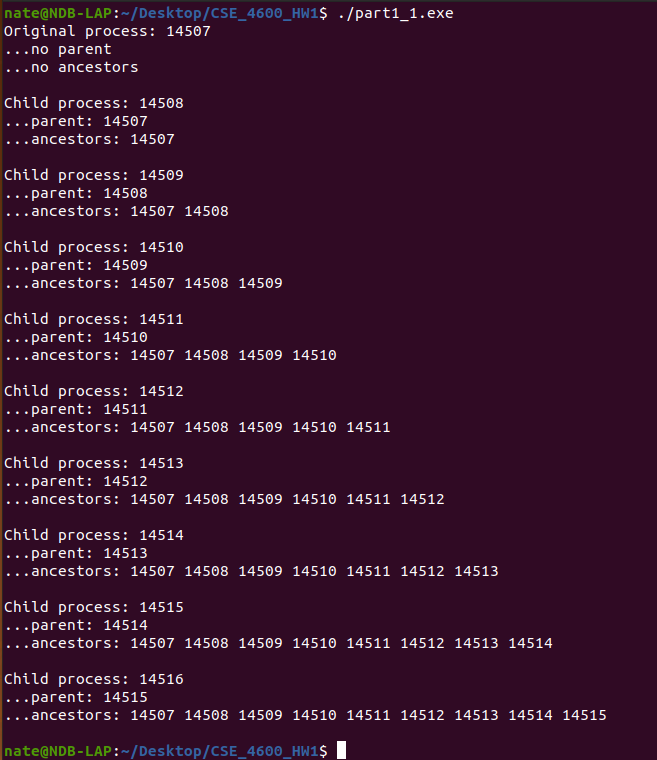 nate@NDB-LAP:~/Desktop/CSE_4600_HW1$ ./part1_1.exe
Original process: 14507
...no parent
...no ancestors
Child process: 14508
...parent: 14507
...ancestors: 14507
Child process: 14509
...parent: 14508
...ancestors: 14507 14508
Child process: 14510
...parent: 14509
...ancestors: 14507 14508 14509
Child process: 14511
...parent: 14510
...ancestors: 14507 14508 14509 14510
Child process: 14512
...parent: 14511
...ancestors: 14507 14508 14509 14510 14511
Child process: 14513
...parent: 14512
...ancestors: 14507 14508 14509 14510 14511 14512
Child process: 14514
...parent: 14513
...ancestors: 14507 14508 14509 14510 14511 14512 14513
Child process: 14515
...parent: 14514
...ancestors: 14507 14508 14509 14510 14511 14512 14513 14514
Child process: 14516
...parent: 14515
...ancestors: 14507 14508 14509 14510 14511 14512 14513 14514 14515
nate@NDB-LAP:~/Desktop/CSE_4600_HW1$